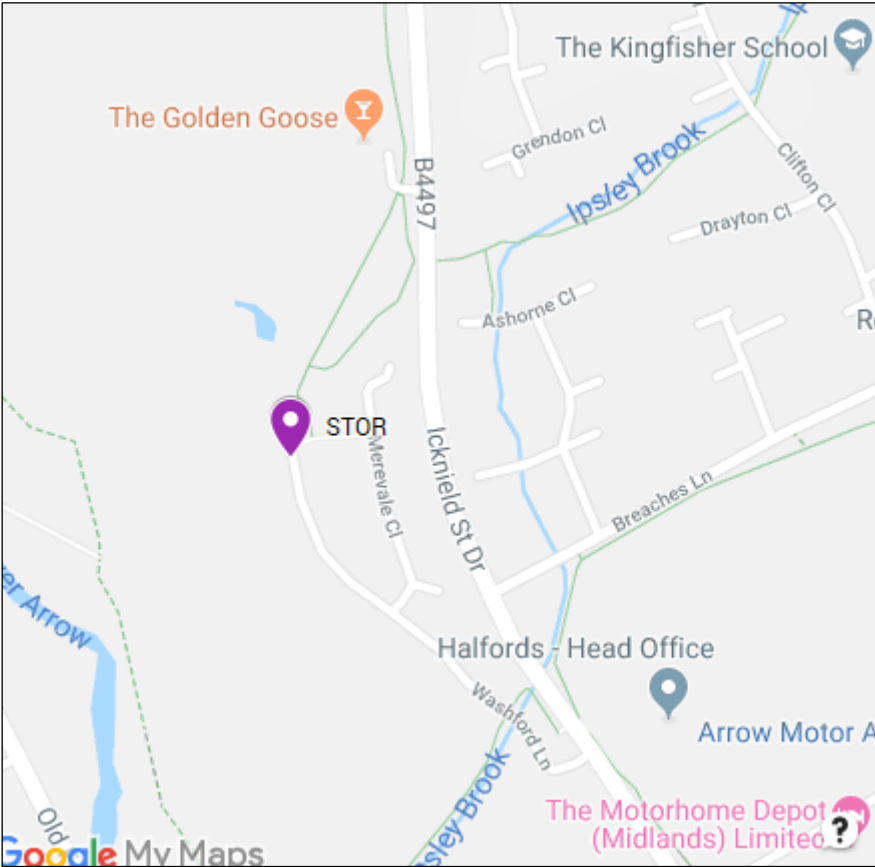 The Kingfisher School
The Golden Goose
Grendon Cl
B4497
Ipsley Brook
Clifton Cl
Drayton Cl
Ashorne Cl
R
STOR
Merevale Cl
Icknield St Dr
Breaches Ln
er Arrow
Halfords - Head Office
Washford Ln
Arrow Motor A
sley Brook
The Motorhome Depot
(Midlands) Limited
?
Old
Google My Maps